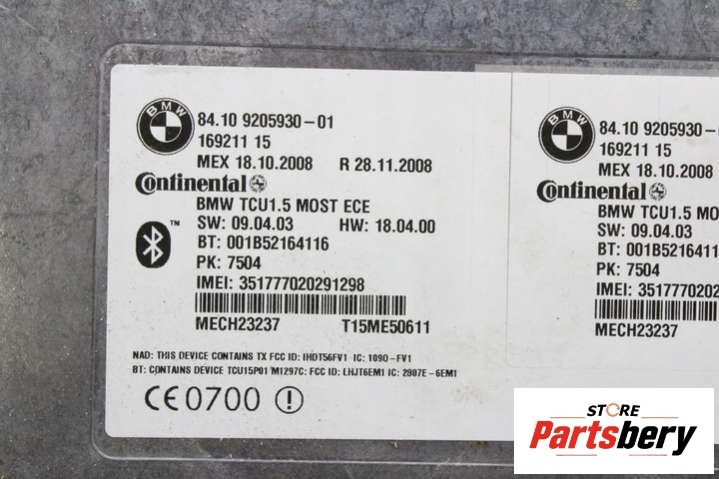 BMW
84.10 9205930-01
169211 15
MEX 18.10.2008 R 28.11.2008
Continental
BMW TCU1.5 MOST ECE
SW: 09.04.03 HW: 18.04.00
™
BT: 001B52164116
PK: 7504
IMEI: 351777020291298
MECH23237 T15ME50611
NAD: THIS DEVICE CONTAINS TX FCC ID: IHDT56FV1 IC: 1090-FV1
BT: CONTAINS DEVICE TCU15P01 M1297C: FCC ID: LHJT6EM1 IC: 2807E-6EM1
CE0700
BMW
84.10 9205930-
169211 15
MEX 18.10.2008
Continental
BMW TCU1.5 MO
SW: 09.04.03
BT: 001B5216411
PK: 7504
IMEI: 351777020
MECH23237
STORE
Partsbery